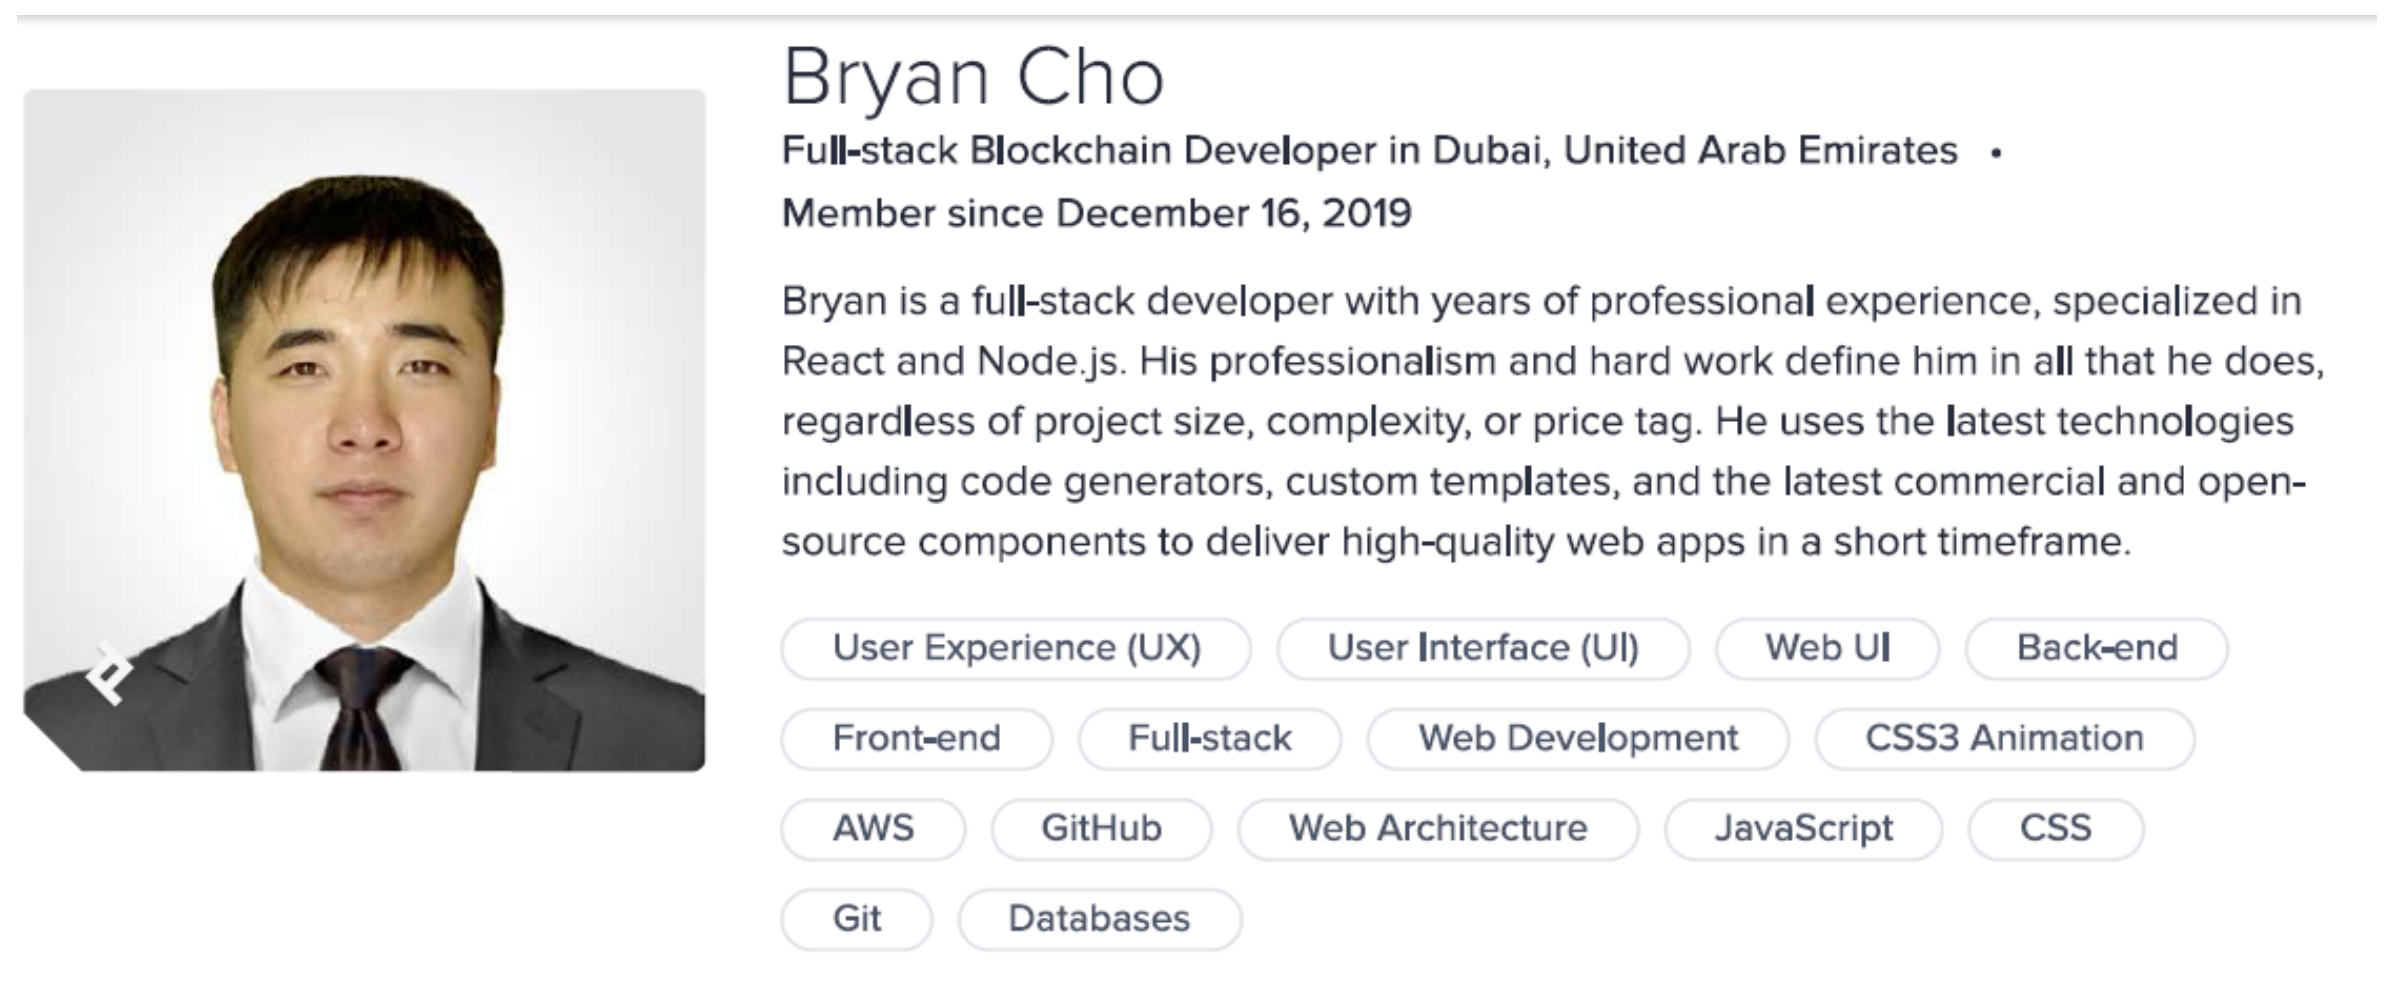 Bryan Cho
Full-stack Blockchain Developer in Dubai, United Arab Emirates •
Member since December 16, 2019
Bryan is a full-stack developer with years of professional experience, specialized in
React and Node.js. His professionalism and hard work define him in all that he does,
regardless of project size, complexity, or price tag. He uses the latest technologies
including code generators, custom templates, and the latest commercial and open-
source components to deliver high-quality web apps in a short timeframe.
User Experience (UX) User Interface (UI) Web UI Back-end
Front-end Full-stack Web Development CSS3 Animation
AWS GitHub Web Architecture JavaScript CSS
Git Databases